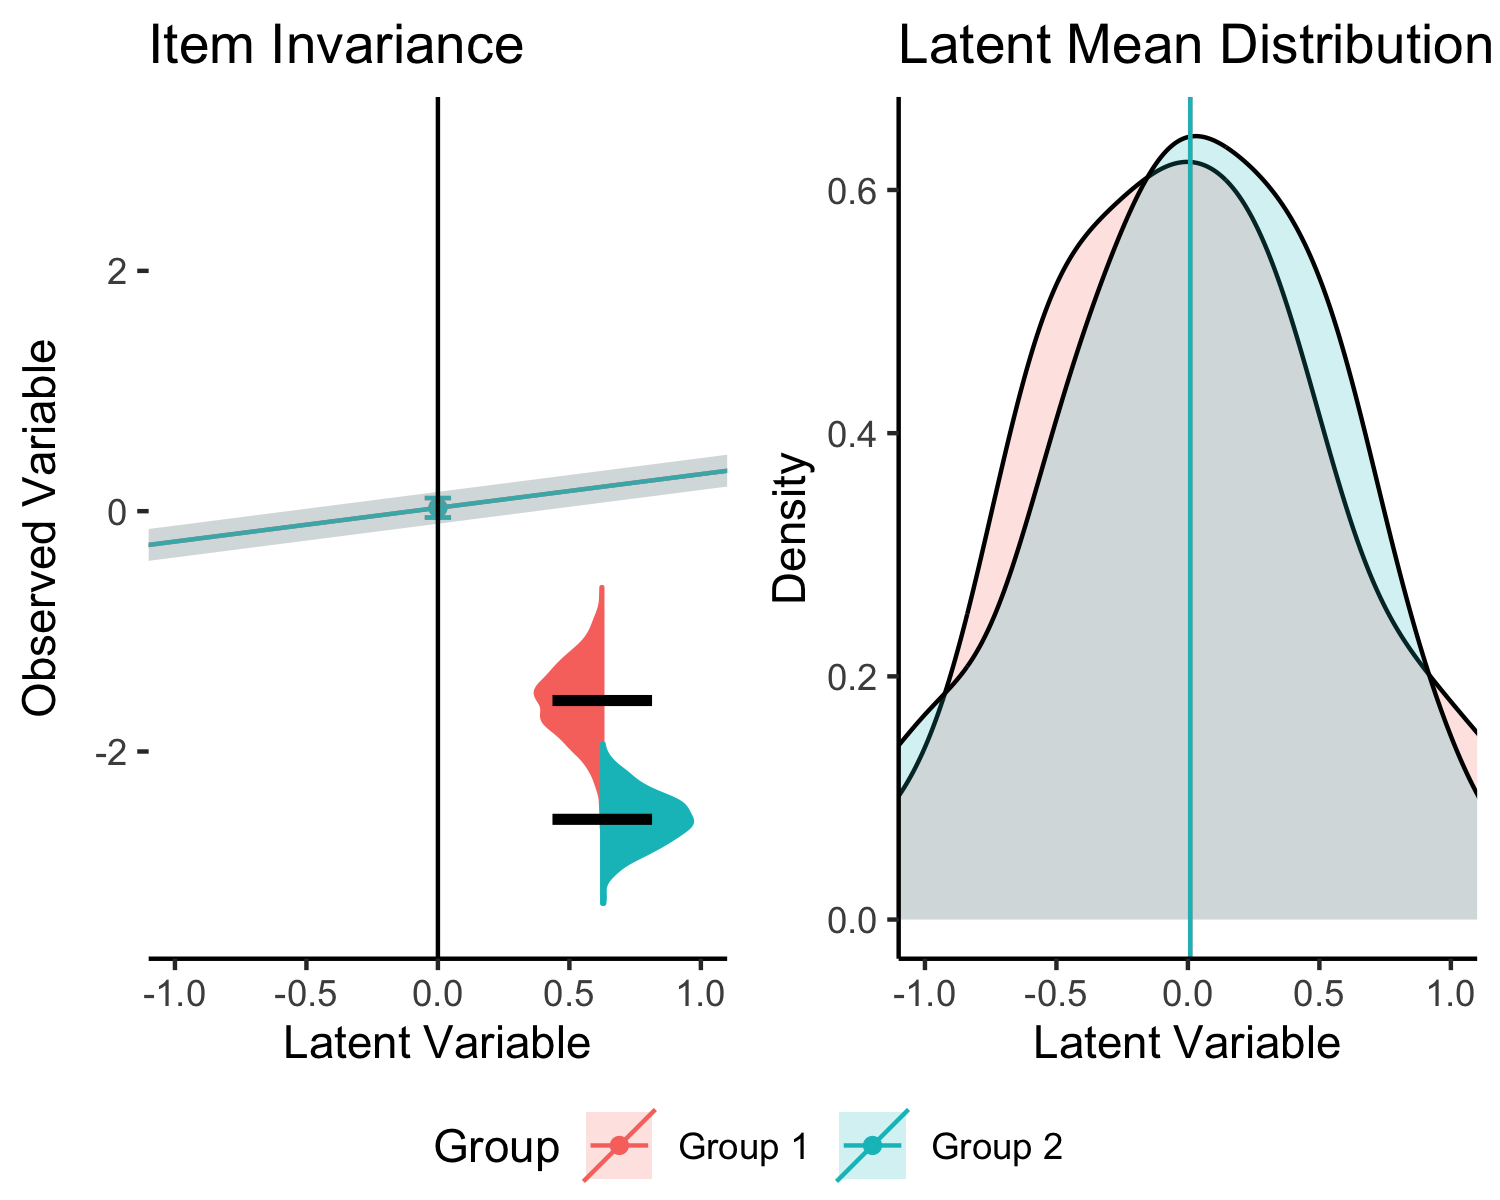 Item Invariance
Observed Variable
2
0
-2
-1.0 -0.5 0.0 0.5 1.0
Latent Variable
Latent Mean Distribution
Density
0.6
0.4
0.2
0.0
-1.0 -0.5 0.0 0.5 1.0
Latent Variable
Group Group 1 Group 2